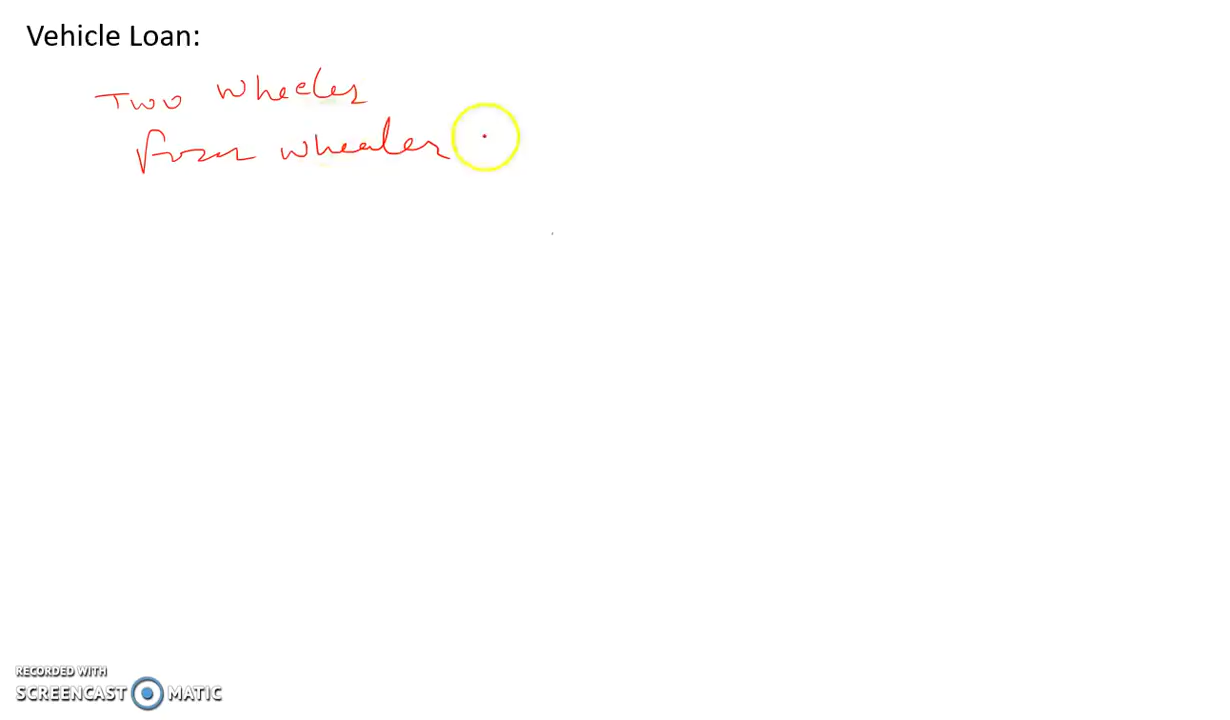 Vehicle Loan:
Two wheeler
four wheeler
RECORDED WITH
SCREENCAST MATIC